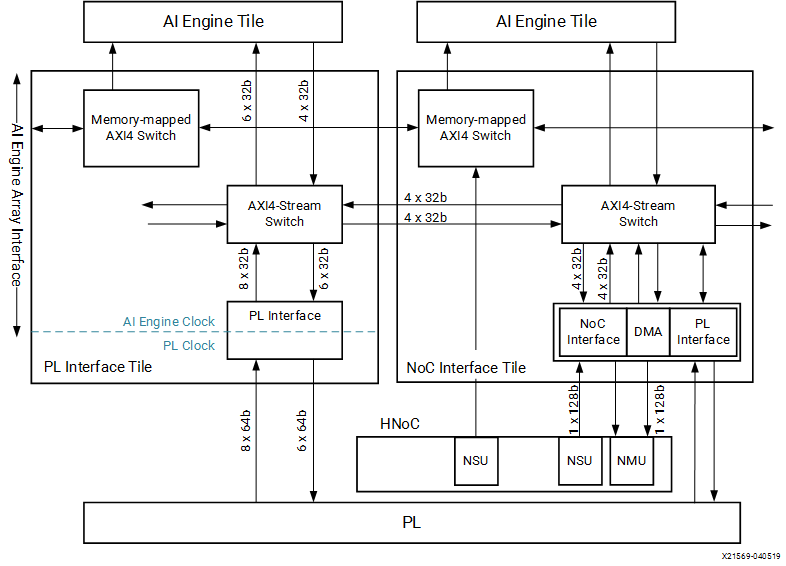 AI Engine Tile
AI Engine Tile
AI Engine Array Interface
6 x 32b
4 x 32b
Memory-mapped
AXI4 Switch
Memory-mapped
AXI4 Switch
AXI4-Stream
Switch
4 x 32b
4 x 32b
AXI4-Stream
Switch
8 x 32b
6 x 32b
4 x 32b
4 x 32b
PL Interface
AI Engine Clock
PL Clock
NoC
Interface
DMA
PL
Interface
PL Interface Tile
NoC Interface Tile
8 x 64b
6 x 64b
1 x 128b
1 x 128b
HNoC
NSU
NSU
NMU
PL
X21569-040519